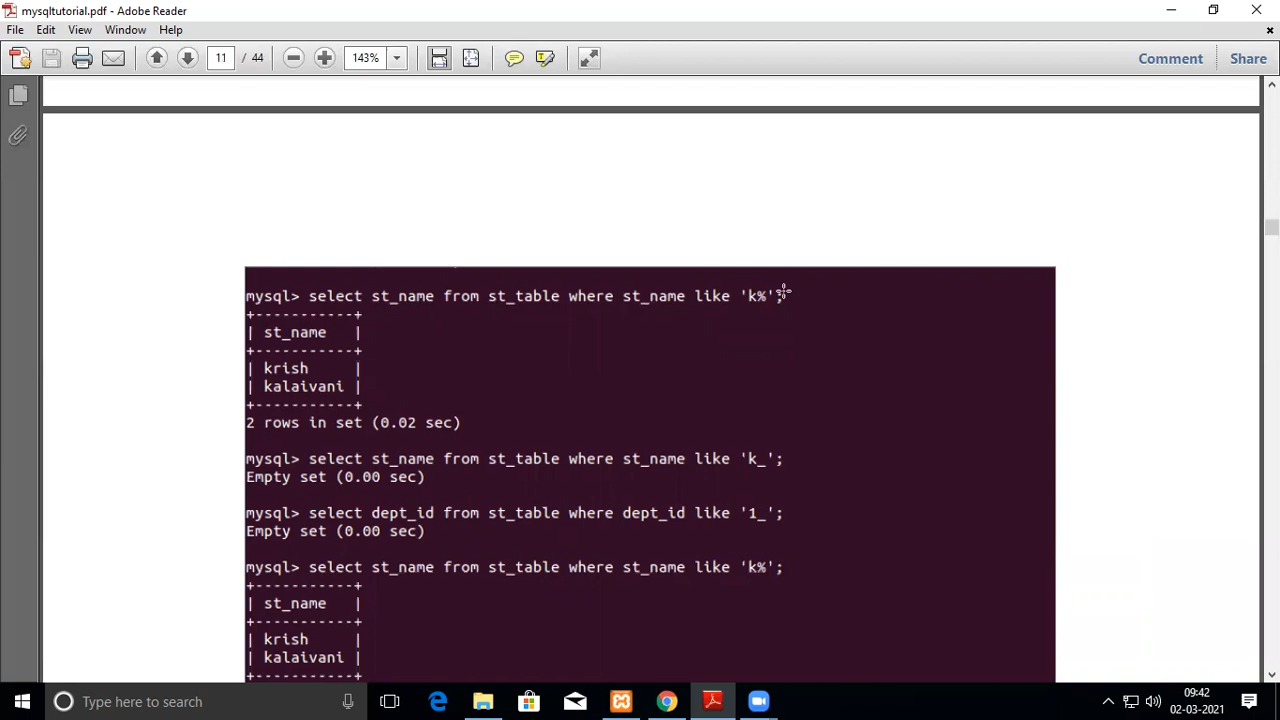 mysqltutorial.pdf - Adobe Reader
File Edit View Window Help
11 / 44 143% Comment Share
mysql> select st_name from st_table where st_name like 'k%';
+-----------+
| st_name   |
+-----------+
| krish     |
| kalaivani |
+-----------+
2 rows in set (0.02 sec)
mysql> select st_name from st_table where st_name like 'k_';
Empty set (0.00 sec)
mysql> select dept_id from st_table where dept_id like '1_';
Empty set (0.00 sec)
mysql> select st_name from st_table where st_name like 'k%';
+-----------+
| st_name   |
+-----------+
| krish     |
| kalaivani |
+-----------+
Type here to search
09:42
02-03-2021